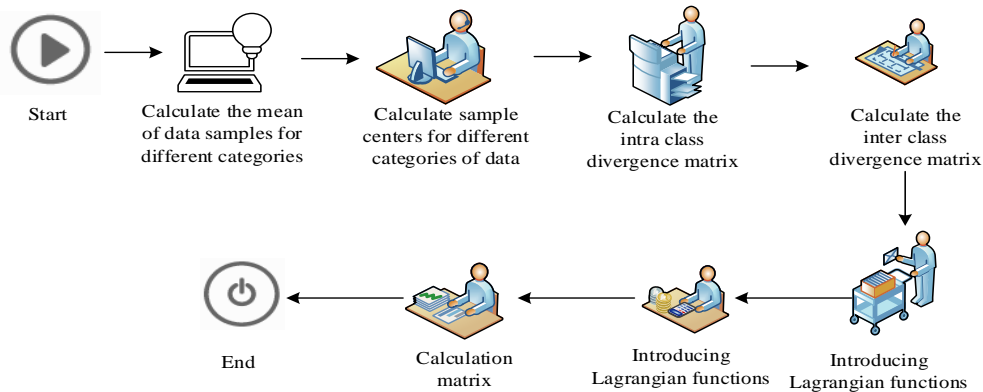 Start
Calculate the mean
of data samples for
different categories
Calculate sample
centers for different
categories of data
Calculate the
intra class
divergence matrix
Calculate the
inter class
divergence matrix
Introducing
Lagrangian functions
Introducing
Lagrangian functions
Calculation
matrix
End